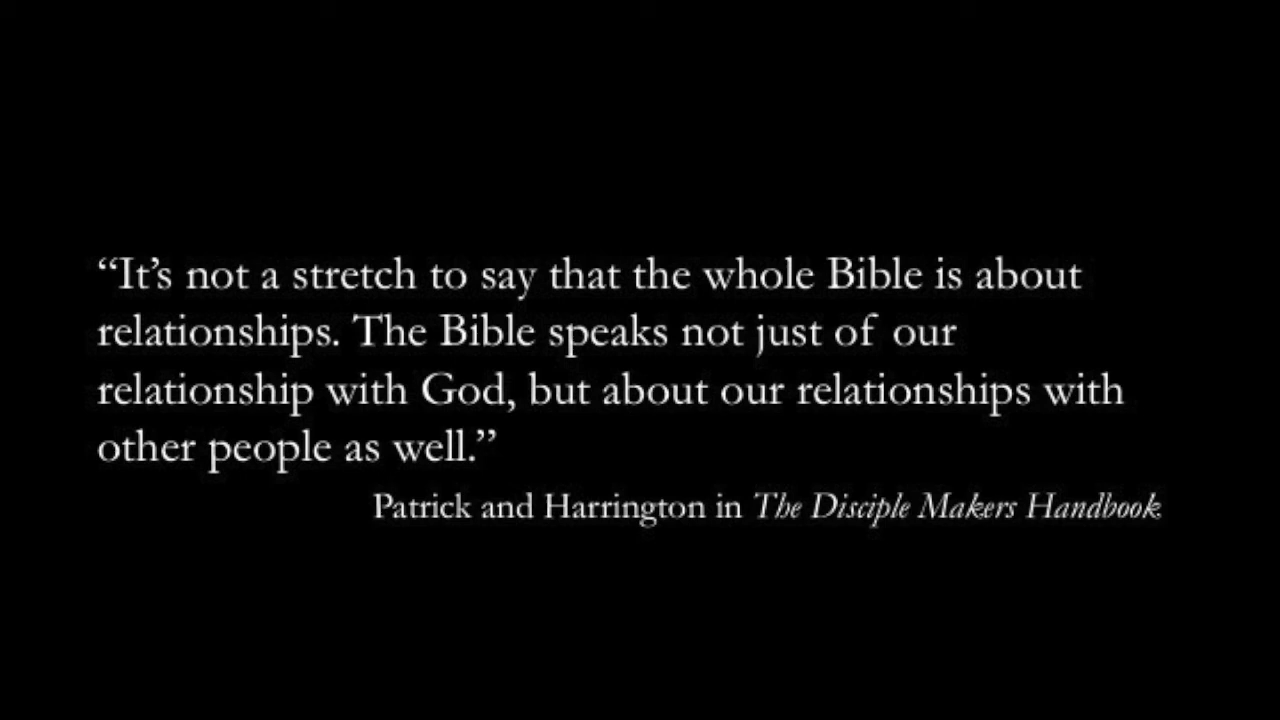 “It’s not a stretch to say that the whole Bible is about
relationships. The Bible speaks not just of our
relationship with God, but about our relationships with
other people as well.”
Patrick and Harrington in The Disciple Makers Handbook